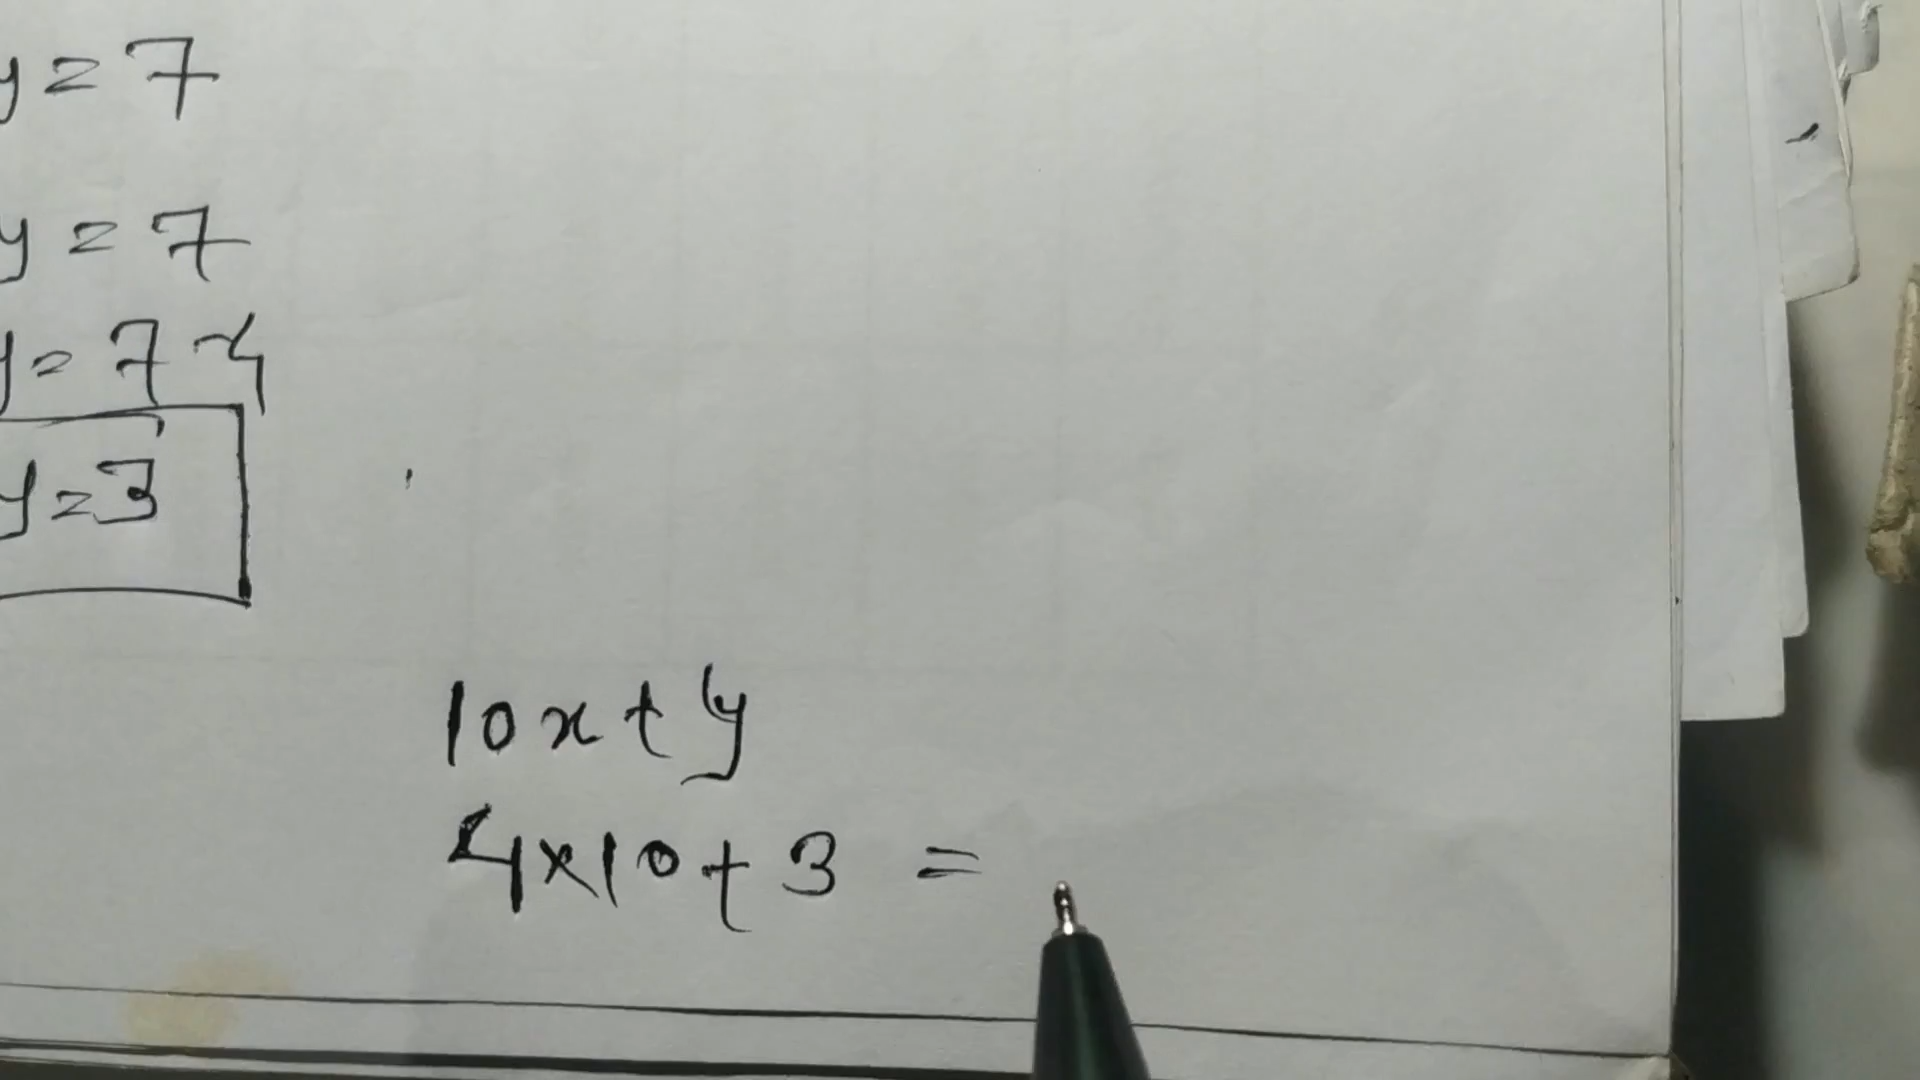 y = 7
y = 7
y = 7-4
y = 3
10x + y
4×10 + 3 =